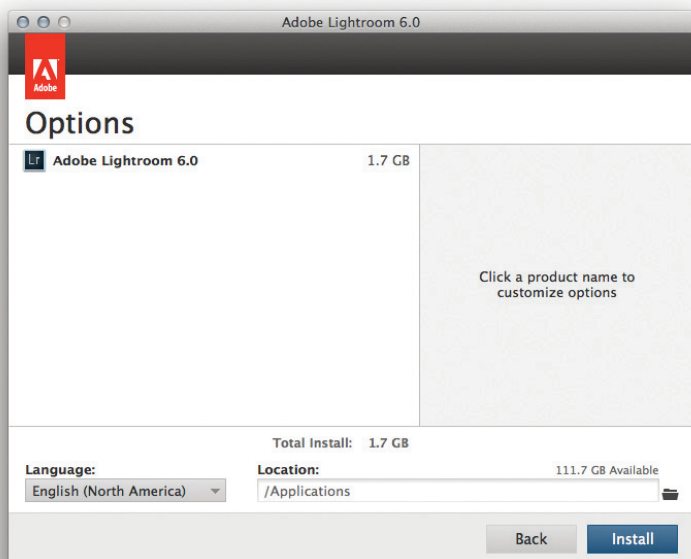 Adobe Lightroom 6.0
Adobe
Options
Lr Adobe Lightroom 6.0 1.7 GB
Click a product name to
customize options
Total Install: 1.7 GB
Language: Location: 111.7 GB Available
English (North America) /Applications
Back Install